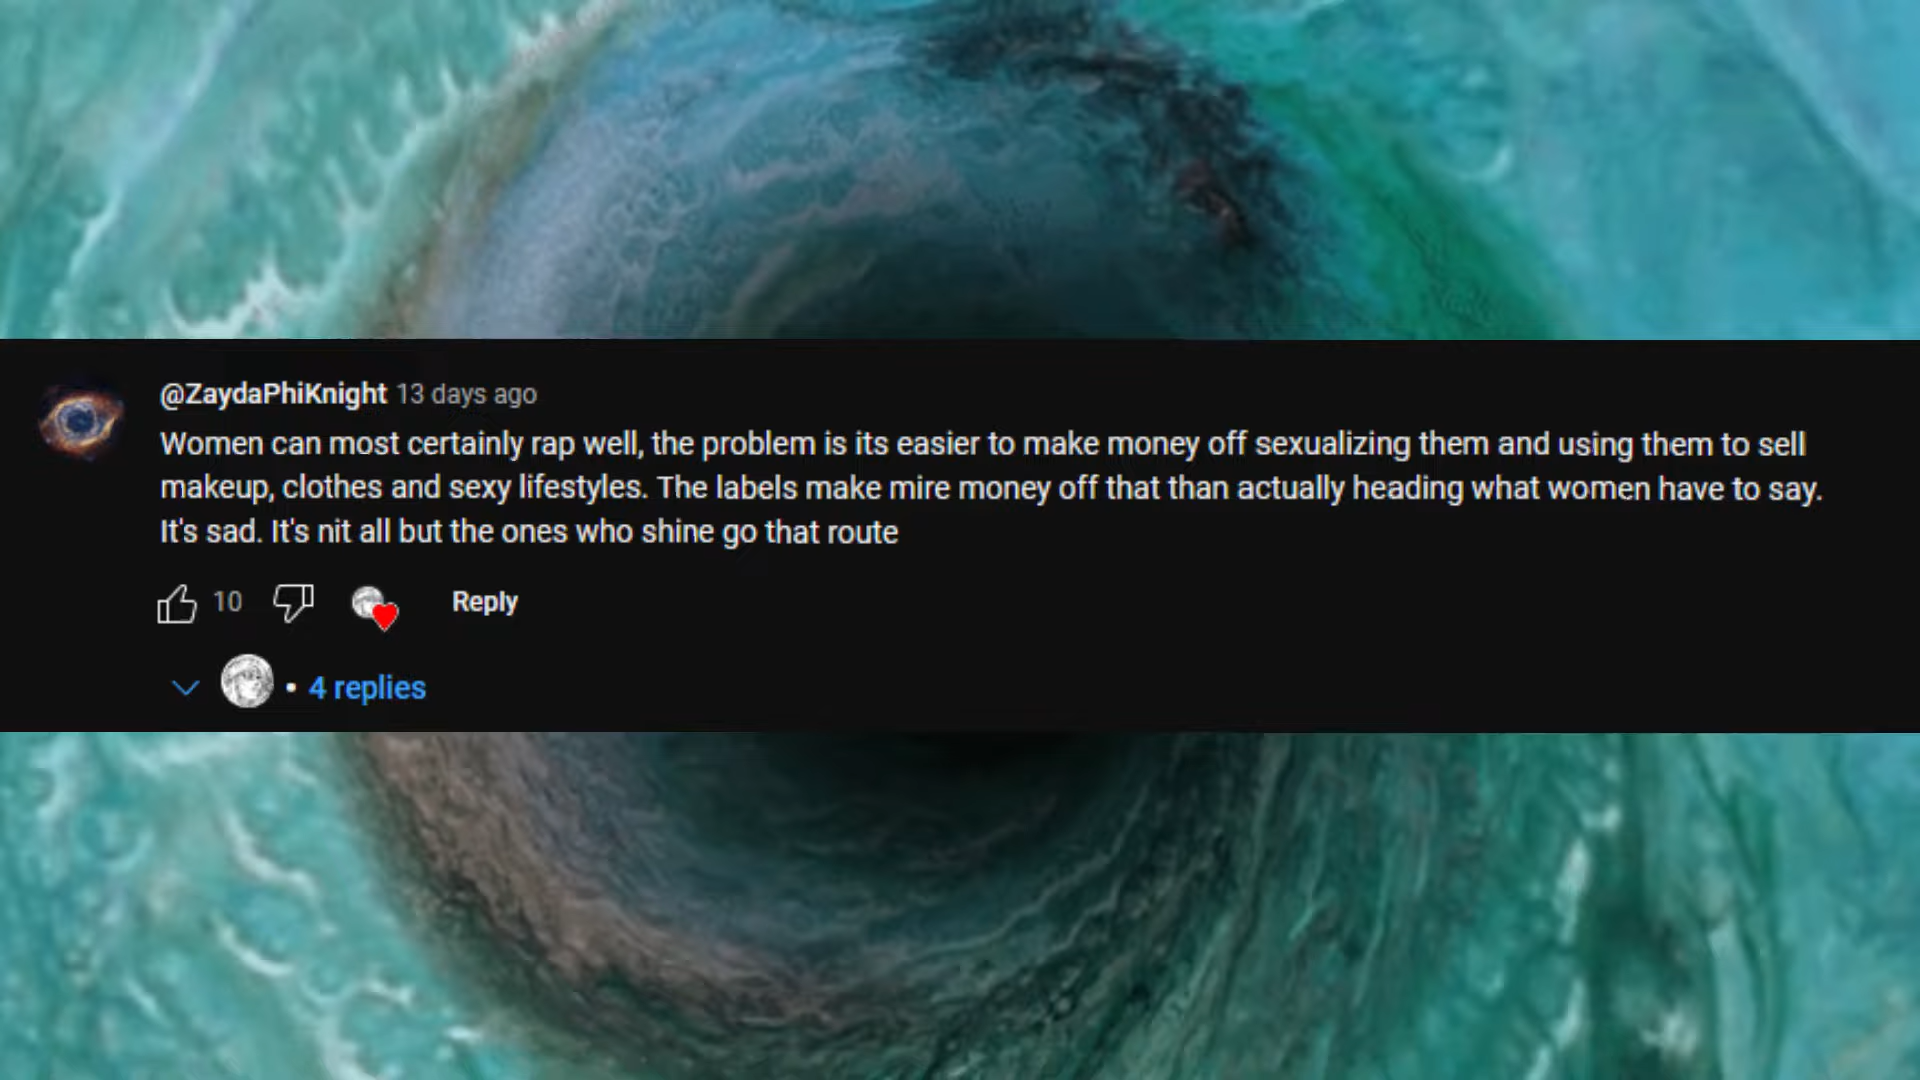 @ZaydaPhiKnight 13 days ago
Women can most certainly rap well, the problem is its easier to make money off sexualizing them and using them to sell
makeup, clothes and sexy lifestyles. The labels make mire money off that than actually heading what women have to say.
It's sad. It's nit all but the ones who shine go that route
10 Reply
• 4 replies